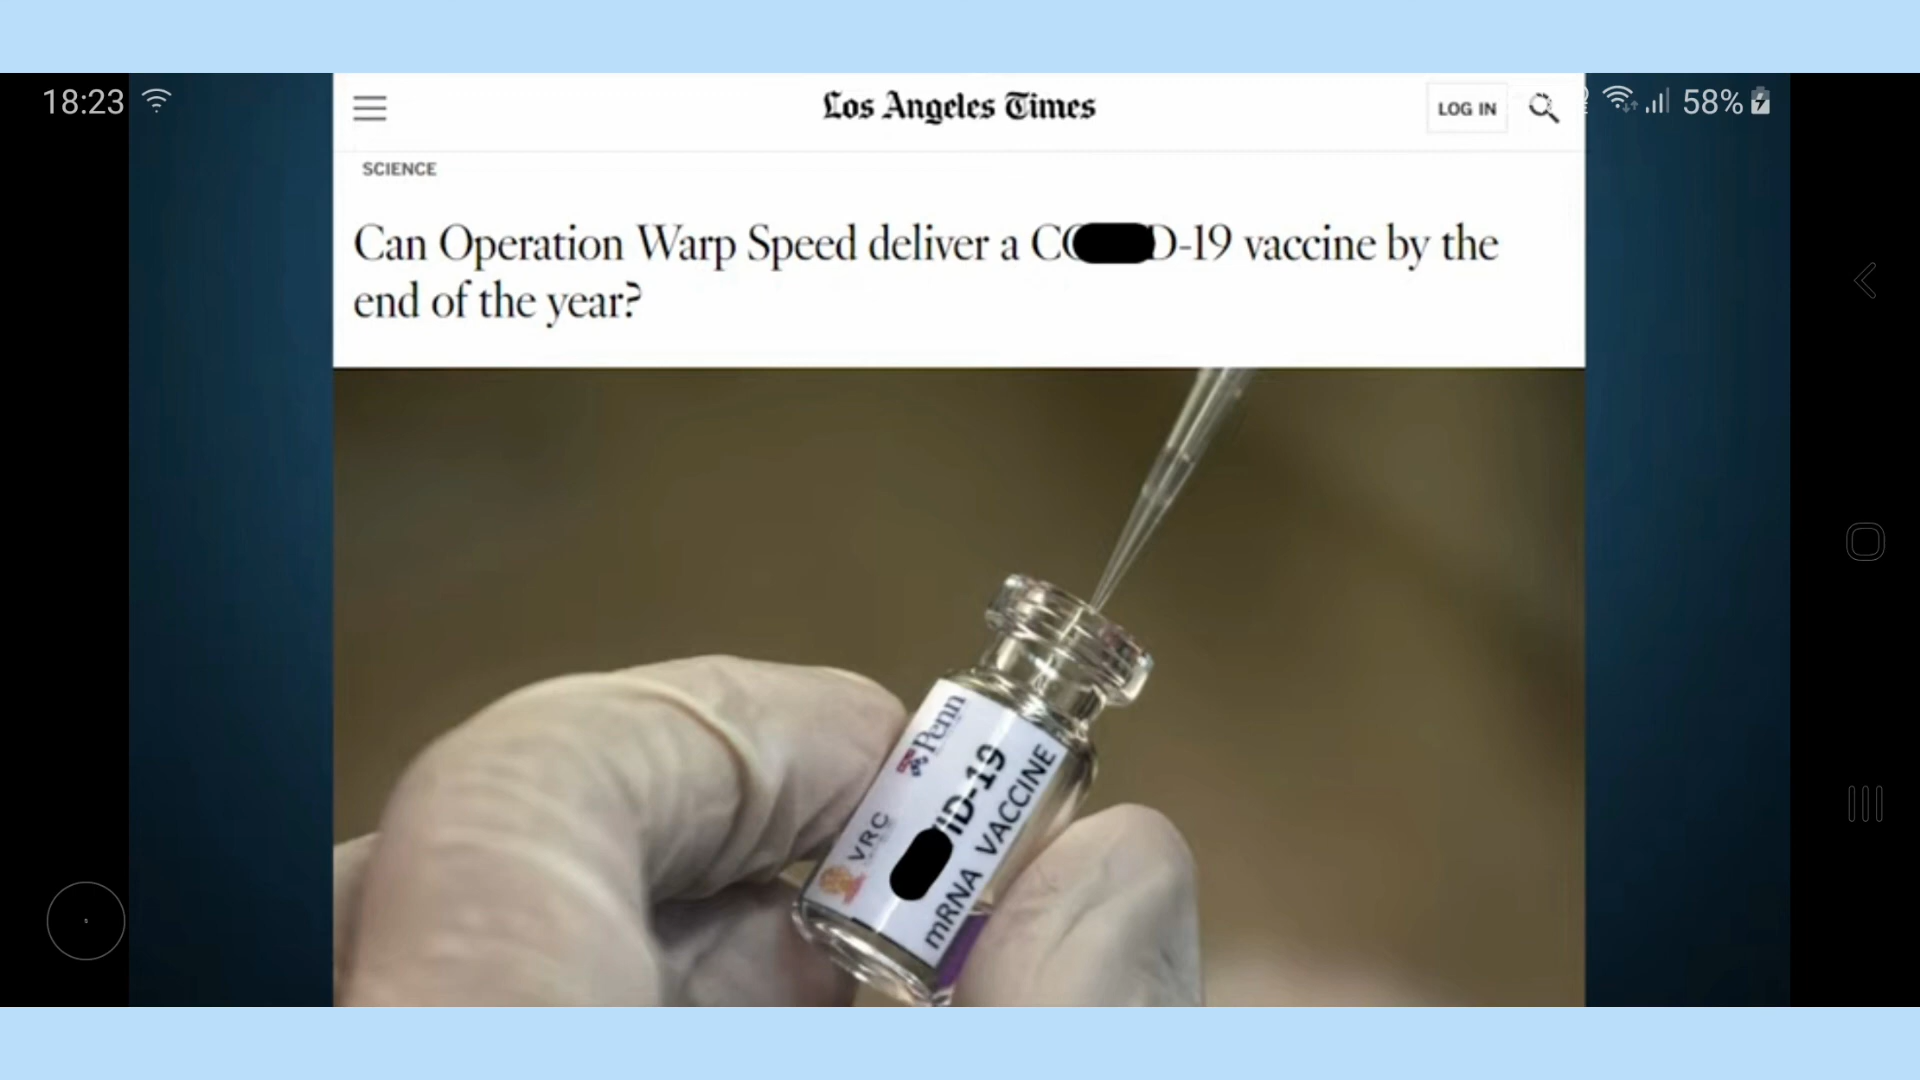 18:23
58%
Los Angeles Times
LOG IN
SCIENCE
Can Operation Warp Speed deliver a CO D-19 vaccine by the
end of the year?
Penn
VRC
ID-19
mRNA VACCINE